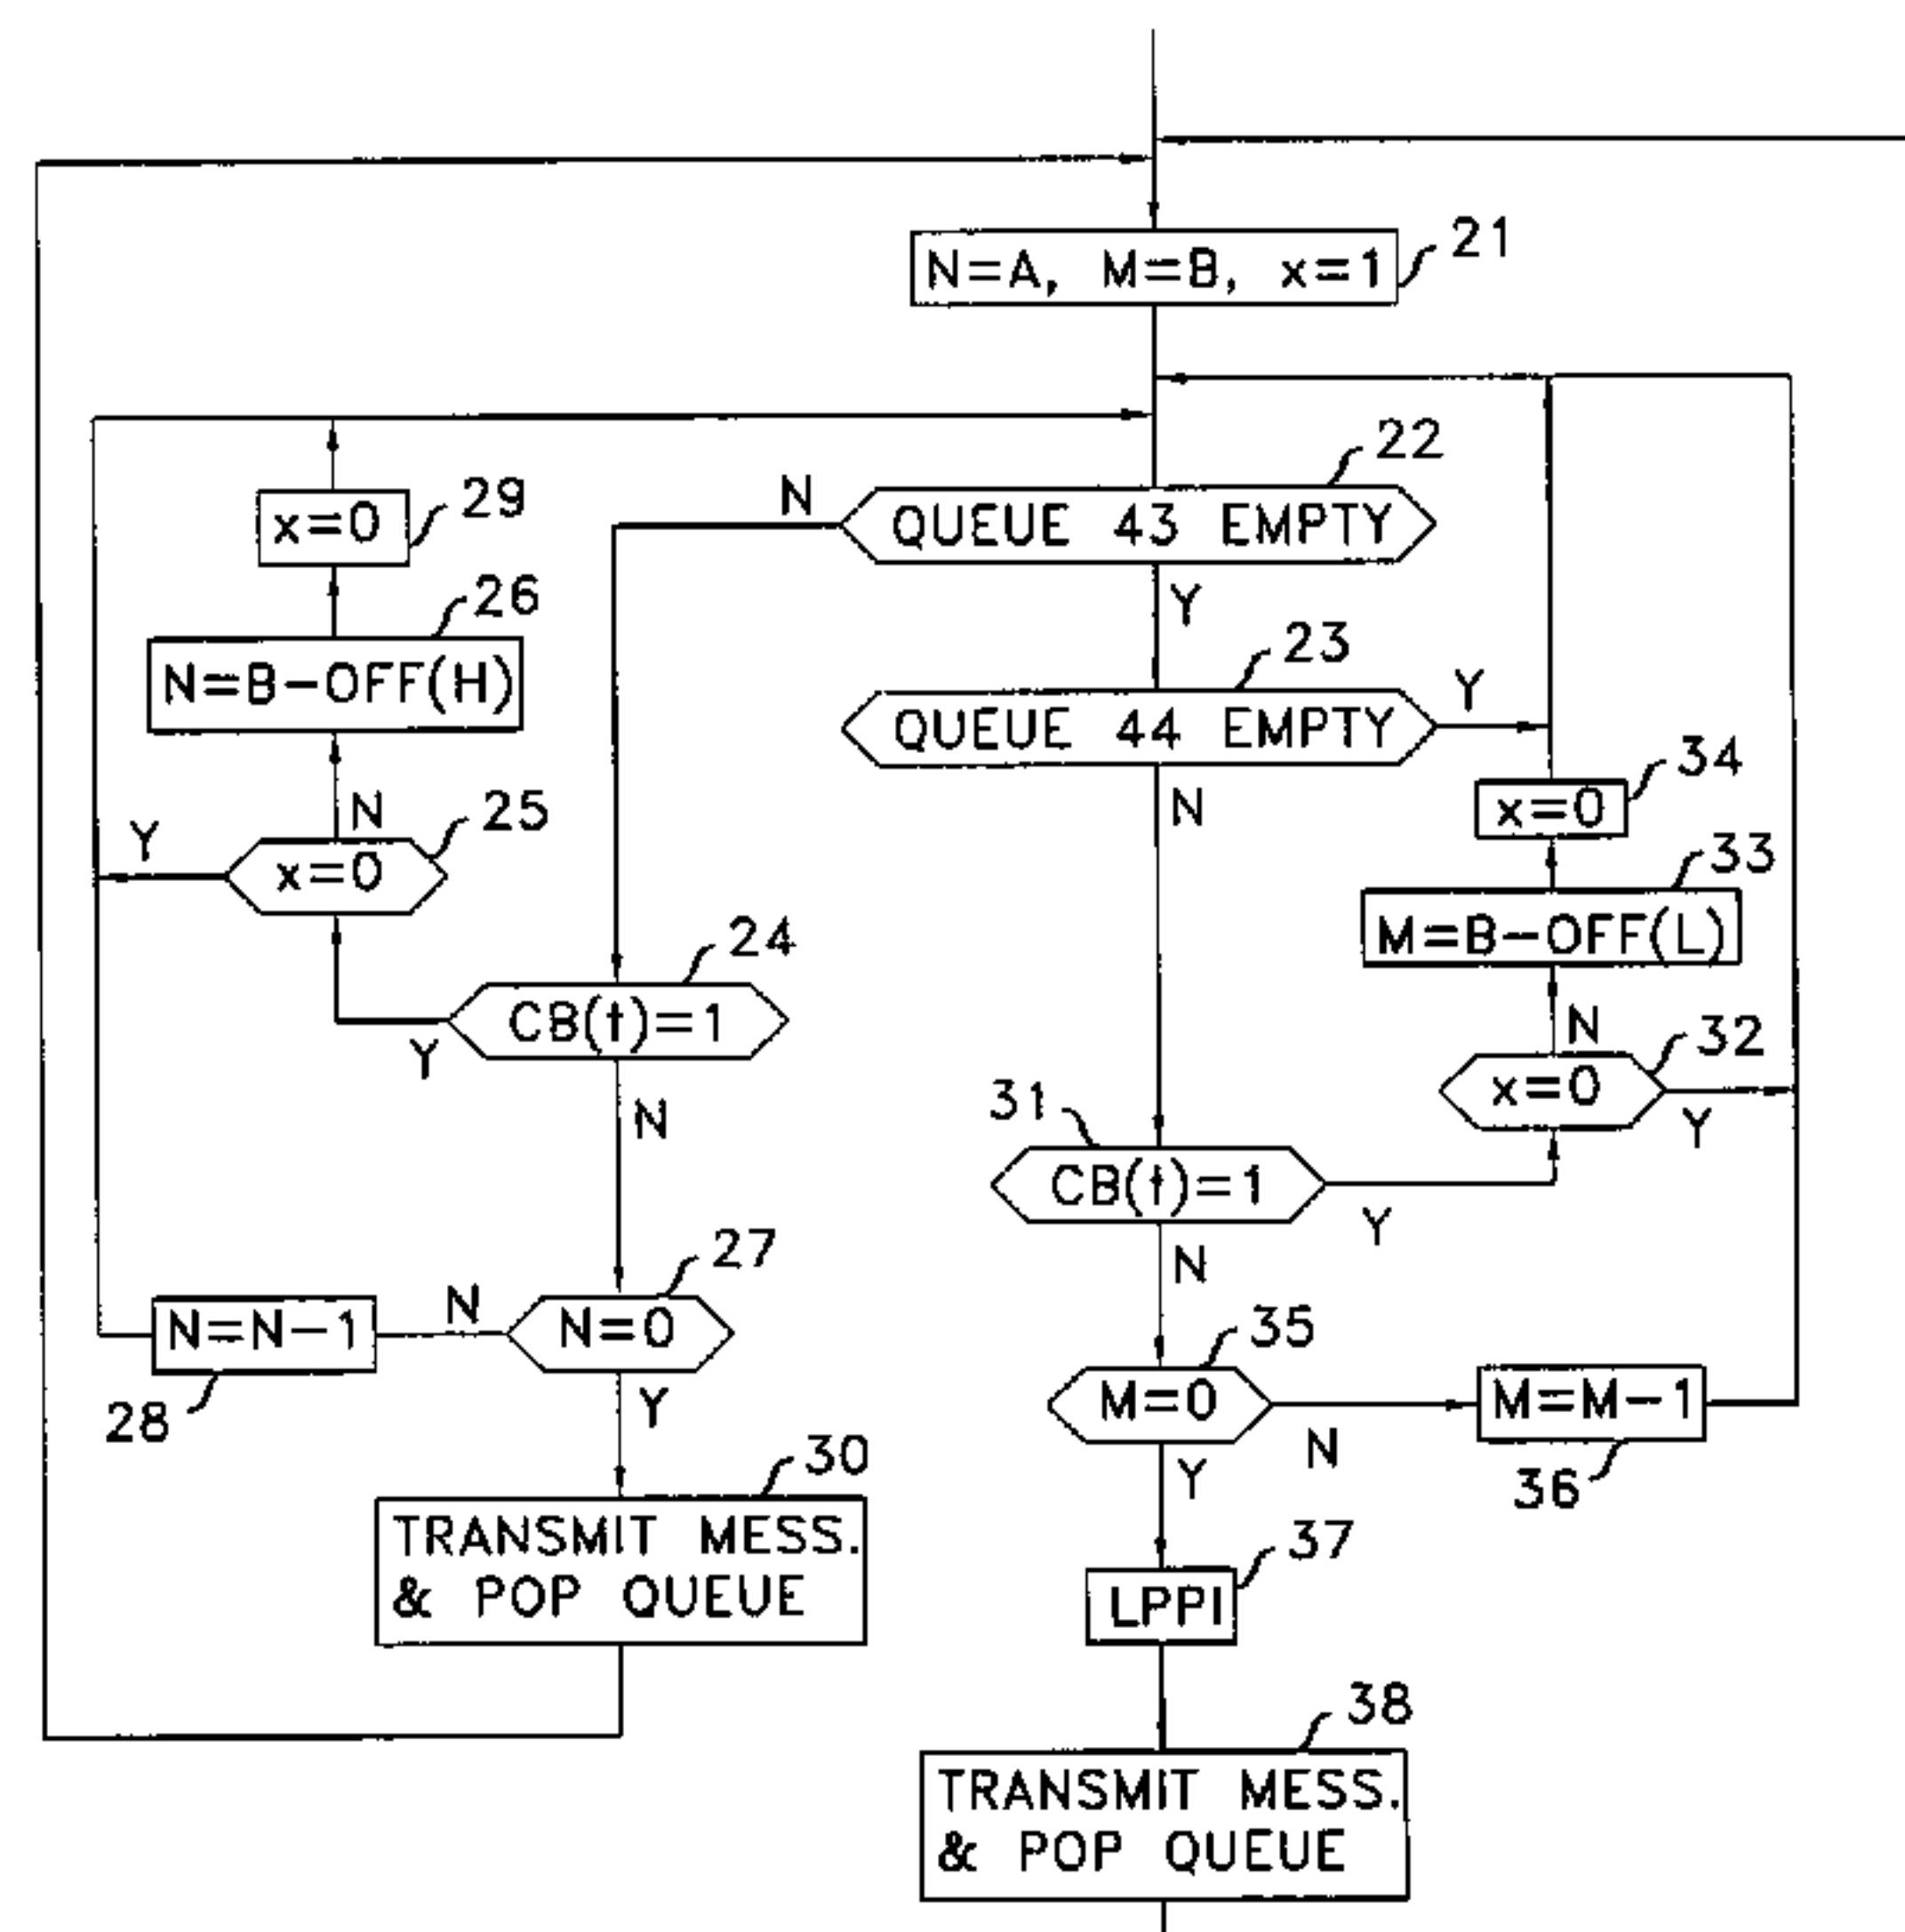 21
N=A, M=B, x=1
22
N
QUEUE 43 EMPTY
29
x=0
Y
26
N=B-OFF(H)
23
Y
QUEUE 44 EMPTY
34
x=0
N
N
25
Y
x=0
33
M=B-OFF(L)
24
CB(t)=1
Y
N
32
x=0
Y
N
31
CB(t)=1
Y
N
27
N=0
N
N=N-1
28
Y
35
M=0
N
M=M-1
36
Y
30
TRANSMIT MESS.
& POP QUEUE
37
LPPI
38
TRANSMIT MESS.
& POP QUEUE